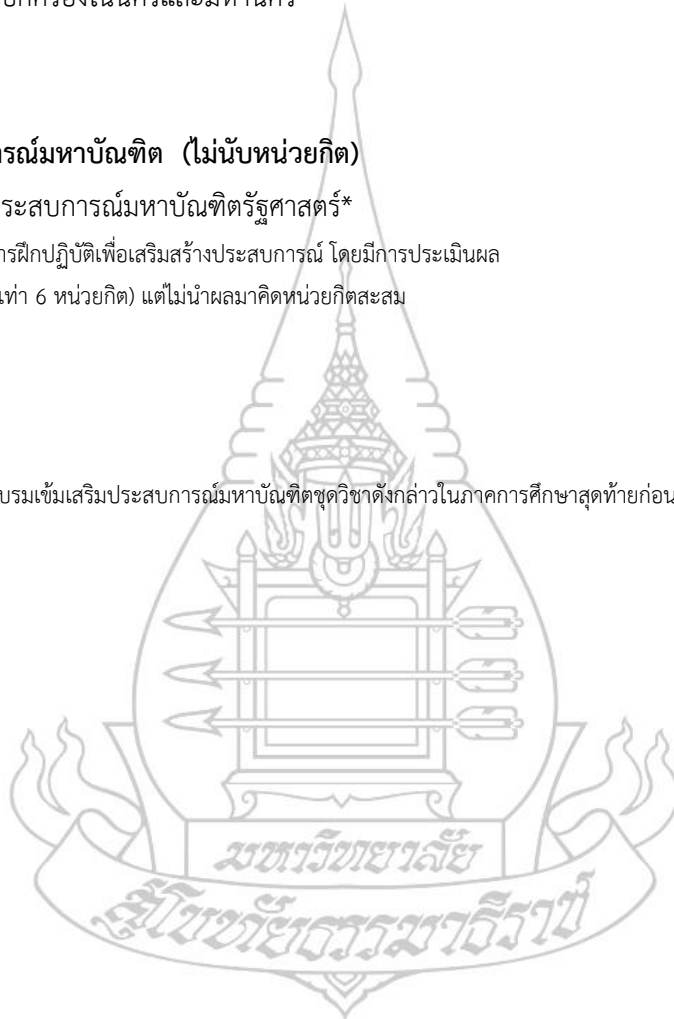 รณ์มหาบัณฑิต (ไม่นับหน่วยกิต)
ระสบการณ์มหาบัณฑิตรัฐศาสตร์*
ารฝึกปฏิบัติเพื่อเสริมสร้างประสบการณ์ โดยมีการประเมินผล
เท่า 6 หน่วยกิต) แต่ไม่นำผลมาคิดหน่วยกิตสะสม
บรมเข้มเสริมประสบการณ์มหาบัณฑิตชุดวิชาดังกล่าวในภาคการศึกษาสุดท้ายก่อน
มหาวิทยาลัย
สุโขทัยธรรมาธิราช